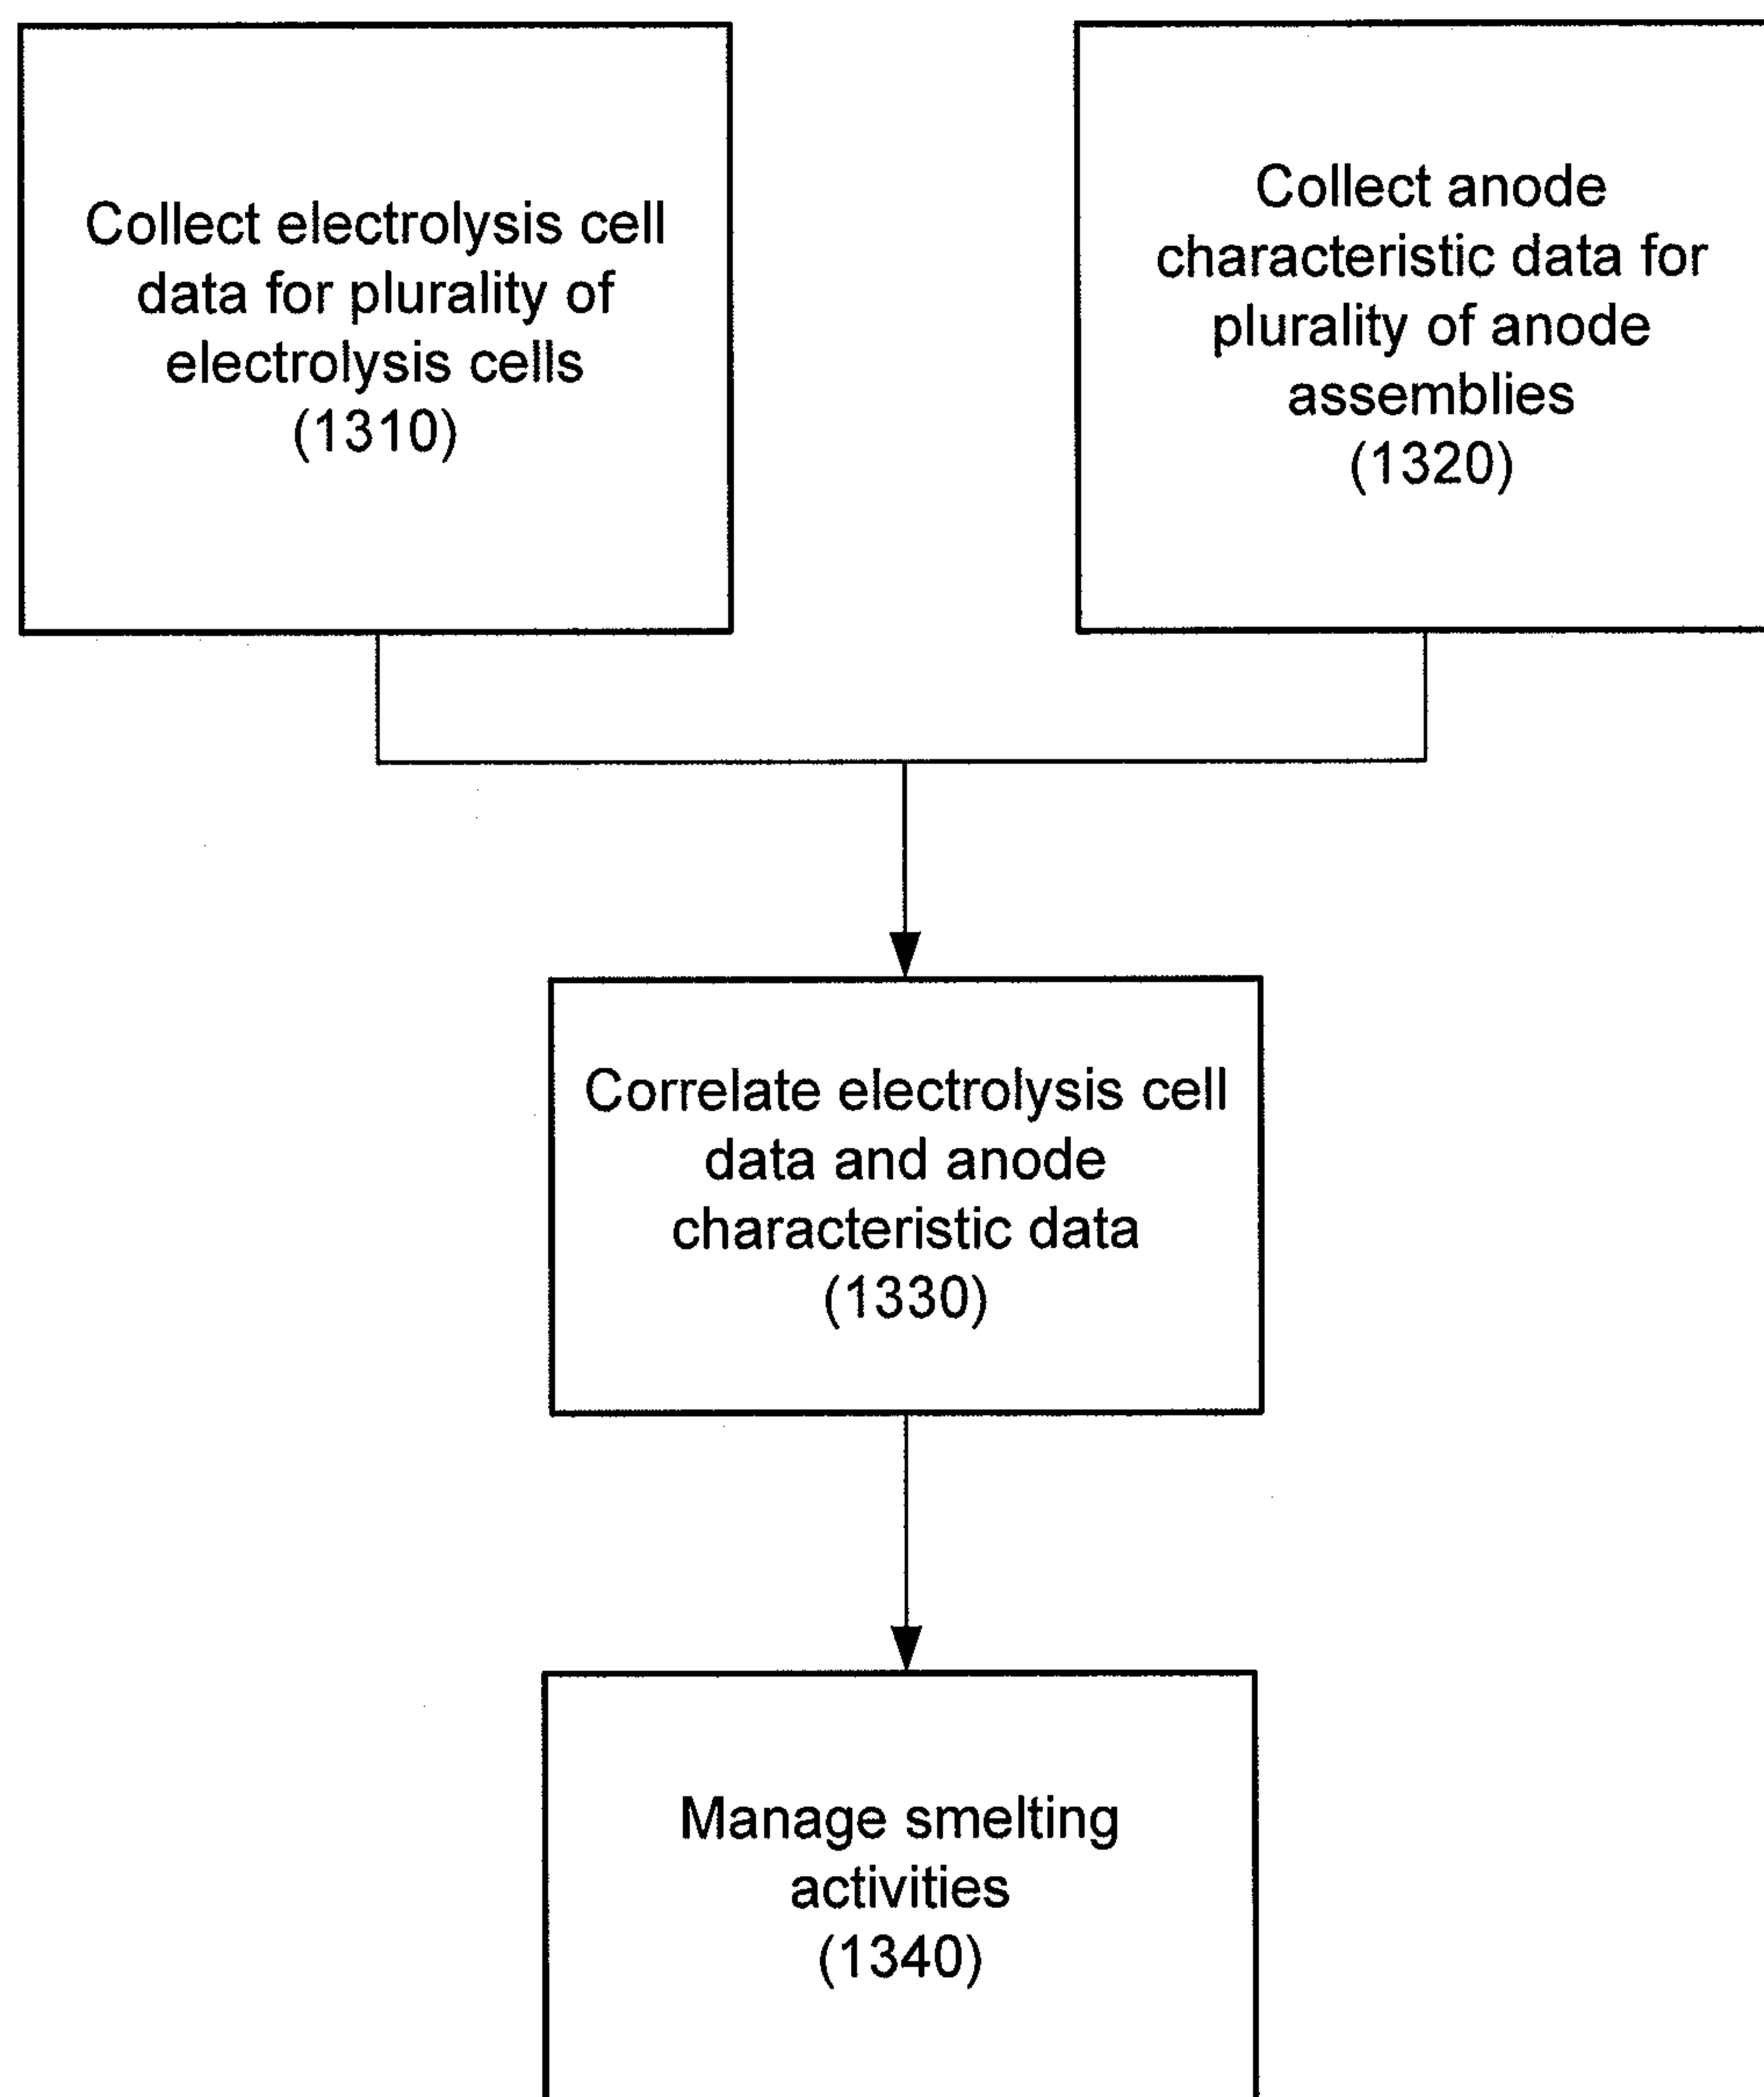 Collect electrolysis cell
data for plurality of
electrolysis cells
(1310)
Collect anode
characteristic data for
plurality of anode
assemblies
(1320)
Correlate electrolysis cell
data and anode
characteristic data
(1330)
Manage smelting
activities
(1340)